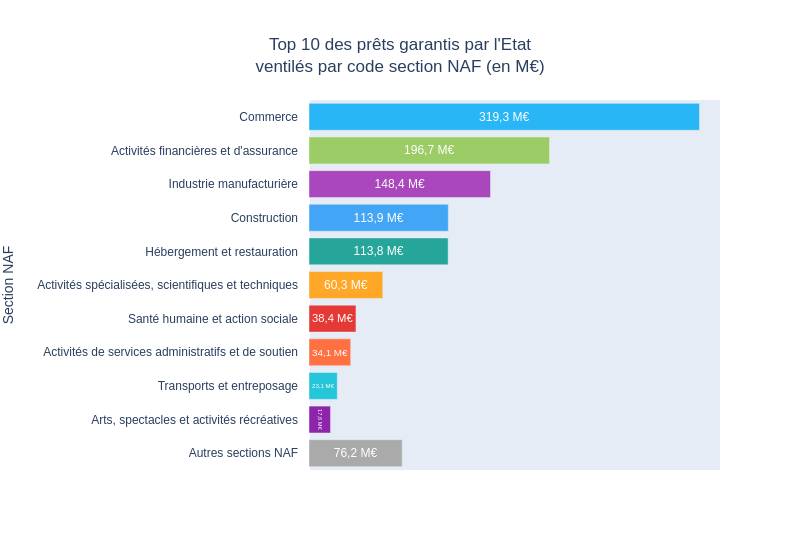 Top 10 des prêts garantis par l'Etat
ventilés par code section NAF (en M€)
Section NAF
Commerce 319,3 M€
Activités financières et d'assurance 196,7 M€
Industrie manufacturière 148,4 M€
Construction 113,9 M€
Hébergement et restauration 113,8 M€
Activités spécialisées, scientifiques et techniques 60,3 M€
Santé humaine et action sociale 38,4 M€
Activités de services administratifs et de soutien 34,1 M€
Transports et entreposage 23,1 M€
Arts, spectacles et activités récréatives
Autres sections NAF 76,2 M€